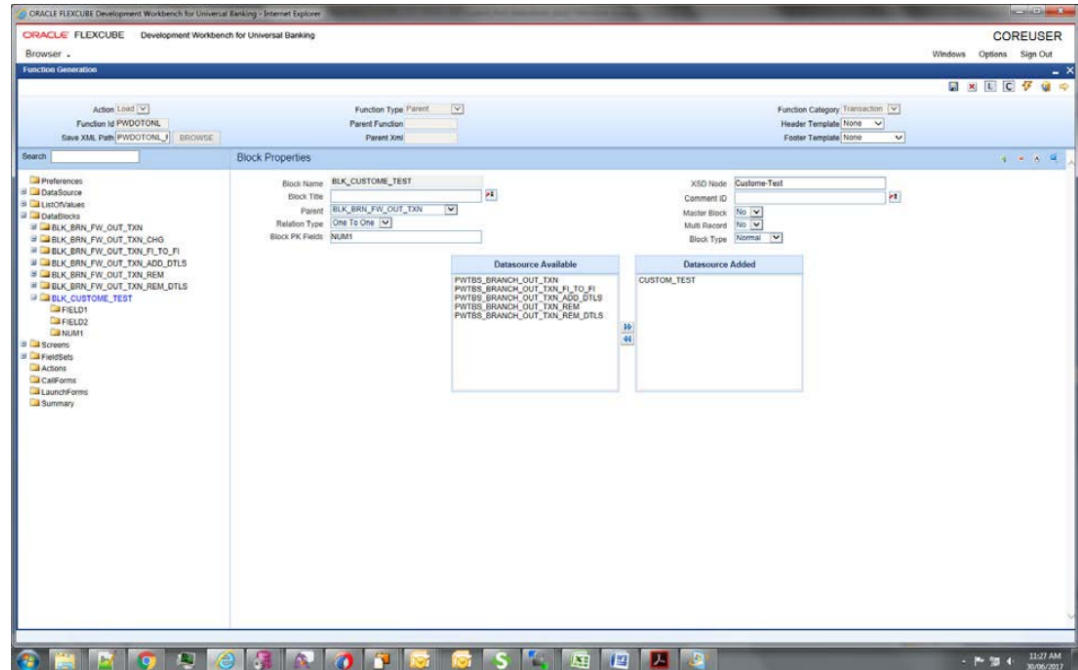 ORACLE FLEXCUBE Development Workbench for Universal Banking - Internet Explorer
ORACLE FLEXCUBE Development Workbench for Universal Banking
COREUSER
Browser
Windows Options Sign Out
Function Generation
Action Load
Function Type Parent
Function Category Transaction
Function Id PWDOTONL
Parent Function
Header Template None
Save XML Path PWDOTONL_ BROWSE
Parent Xml
Footer Template None
Search
Block Properties
Preferences
DataSource
ListOfValues
DataBlocks
BLK_BRN_FW_OUT_TXN
BLK_BRN_FW_OUT_TXN_CHG
BLK_BRN_FW_OUT_TXN_FI_TO_FI
BLK_BRN_FW_OUT_TXN_ADD_DTLS
BLK_BRN_FW_OUT_TXN_REM
BLK_BRN_FW_OUT_TXN_REM_DTLS
BLK_CUSTOME_TEST
FIELD1
FIELD2
NUM1
Screens
FieldSets
Actions
CallForms
LaunchForms
Summary
Block Name BLK_CUSTOME_TEST
Block Title
Parent BLK_BRN_FW_OUT_TXN
Relation Type One To One
Block PK Fields NUM1
XSD Node Custome-Test
Comment ID
Master Block No
Multi Record No
Block Type Normal
Datasource Available
PWTBS_BRANCH_OUT_TXN
PWTBS_BRANCH_OUT_TXN_FI_TO_FI
PWTBS_BRANCH_OUT_TXN_ADD_DTLS
PWTBS_BRANCH_OUT_TXN_REM
PWTBS_BRANCH_OUT_TXN_REM_DTLS
Datasource Added
CUSTOM_TEST
11:27 AM
30/06/2017